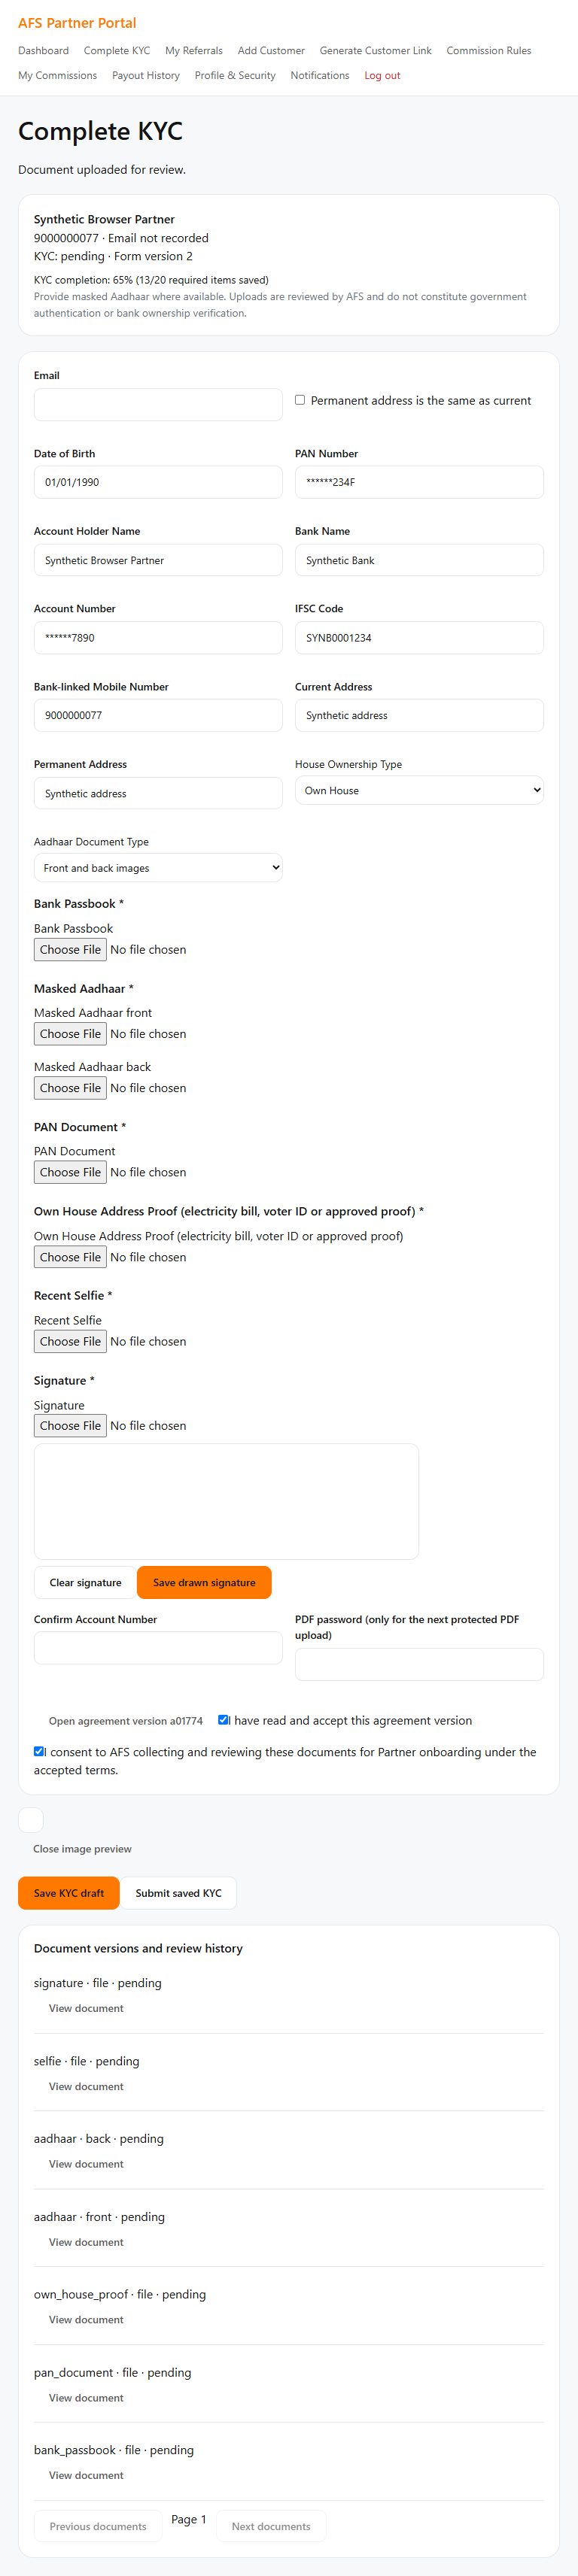 AFS Partner Portal
Dashboard Complete KYC My Referrals Add Customer Generate Customer Link Commission Rules
My Commissions Payout History Profile & Security Notifications Log out
Complete KYC
Document uploaded for review.
Synthetic Browser Partner
9000000077 · Email not recorded
KYC: pending · Form version 2
KYC completion: 65% (13/20 required items saved)
Provide masked Aadhaar where available. Uploads are reviewed by AFS and do not constitute government
authentication or bank ownership verification.
Email
Permanent address is the same as current
Date of Birth PAN Number
01/01/1990 ******234F
Account Holder Name Bank Name
Synthetic Browser Partner Synthetic Bank
Account Number IFSC Code
******7890 SYNB0001234
Bank-linked Mobile Number Current Address
9000000077 Synthetic address
Permanent Address House Ownership Type
Synthetic address Own House
Aadhaar Document Type
Front and back images
Bank Passbook *
Bank Passbook
Choose File No file chosen
Masked Aadhaar *
Masked Aadhaar front
Choose File No file chosen
Masked Aadhaar back
Choose File No file chosen
PAN Document *
PAN Document
Choose File No file chosen
Own House Address Proof (electricity bill, voter ID or approved proof) *
Own House Address Proof (electricity bill, voter ID or approved proof)
Choose File No file chosen
Recent Selfie *
Recent Selfie
Choose File No file chosen
Signature *
Signature
Choose File No file chosen
Clear signature Save drawn signature
Confirm Account Number PDF password (only for the next protected PDF
upload)
Open agreement version a01774 I have read and accept this agreement version
I consent to AFS collecting and reviewing these documents for Partner onboarding under the
accepted terms.
Close image preview
Save KYC draft Submit saved KYC
Document versions and review history
signature · file · pending
View document
selfie · file · pending
View document
aadhaar · back · pending
View document
aadhaar · front · pending
View document
own_house_proof · file · pending
View document
pan_document · file · pending
View document
bank_passbook · file · pending
View document
Previous documents Page 1 Next documents